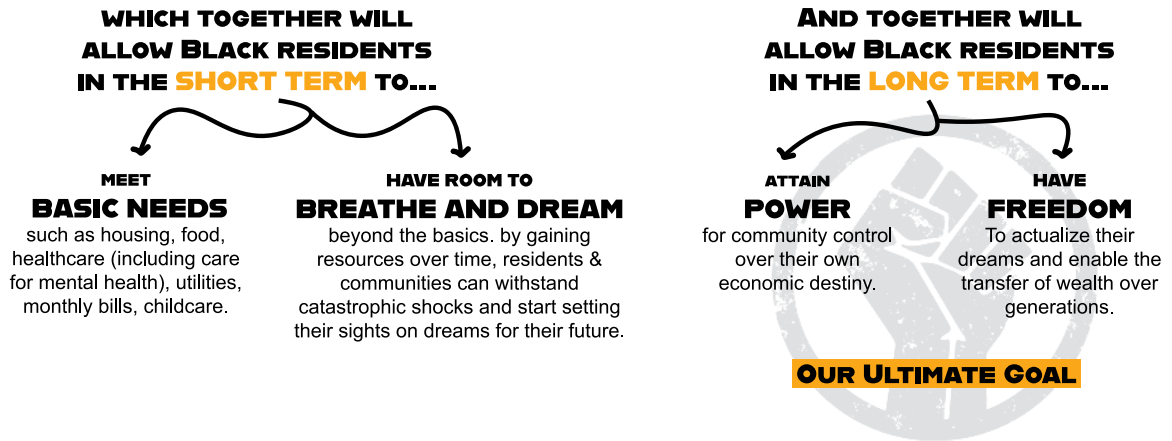 WHICH TOGETHER WILL
ALLOW BLACK RESIDENTS
IN THE SHORT TERM TO...
MEET
BASIC NEEDS
such as housing, food,
healthcare (including care
for mental health), utilities,
monthly bills, childcare.
HAVE ROOM TO
BREATHE AND DREAM
beyond the basics. by gaining
resources over time, residents &
communities can withstand
catastrophic shocks and start setting
their sights on dreams for their future.
AND TOGETHER WILL
ALLOW BLACK RESIDENTS
IN THE LONG TERM TO...
ATTAIN
POWER
for community control
over their own
economic destiny.
HAVE
FREEDOM
To actualize their
dreams and enable the
transfer of wealth over
generations.
OUR ULTIMATE GOAL